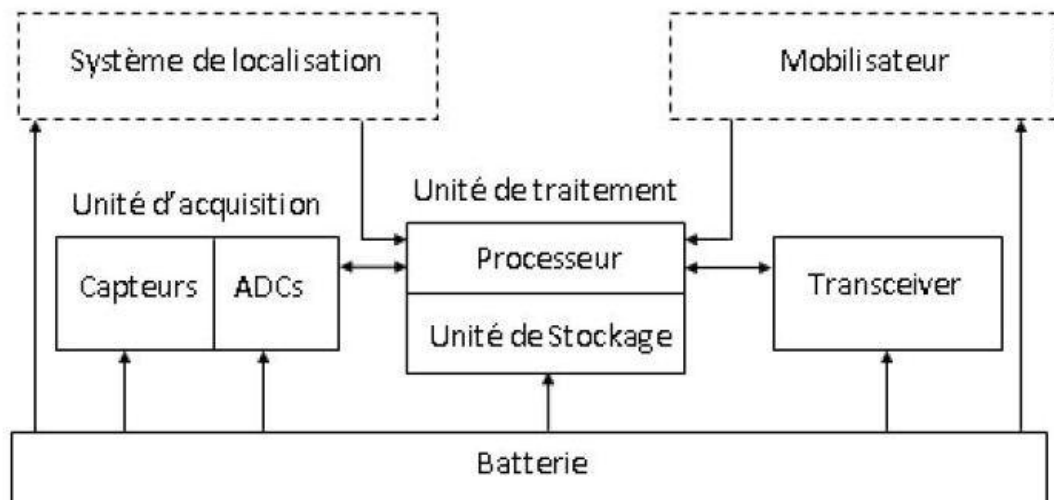 Système de localisation
Mobilisateur
Unité d'acquisition
Unité de traitement
Capteurs
ADCs
Processeur
Unité de Stockage
Transceiver
Batterie